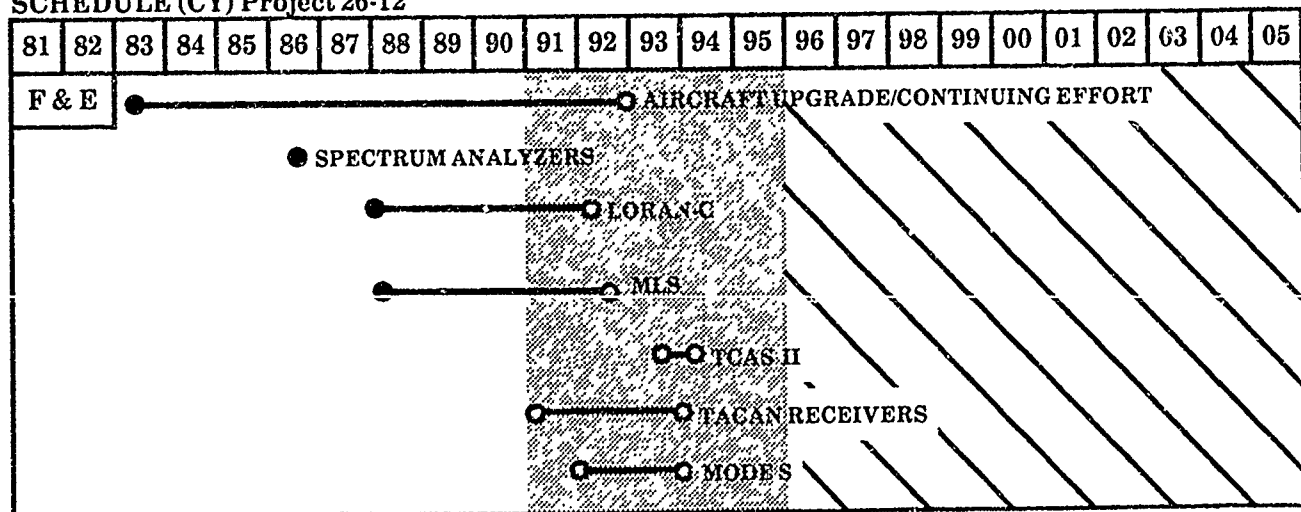 SCHEDULE (CY) Project 26-12
81 82 83 84 85 86 87 88 89 90 91 92 93 94 95 96 97 98 99 00 01 02 03 04 05
F & E
AIRCRAFT UPGRADE/CONTINUING EFFORT
SPECTRUM ANALYZERS
LORAN-C
MLS
TCAS II
TACAN RECEIVERS
MODE S